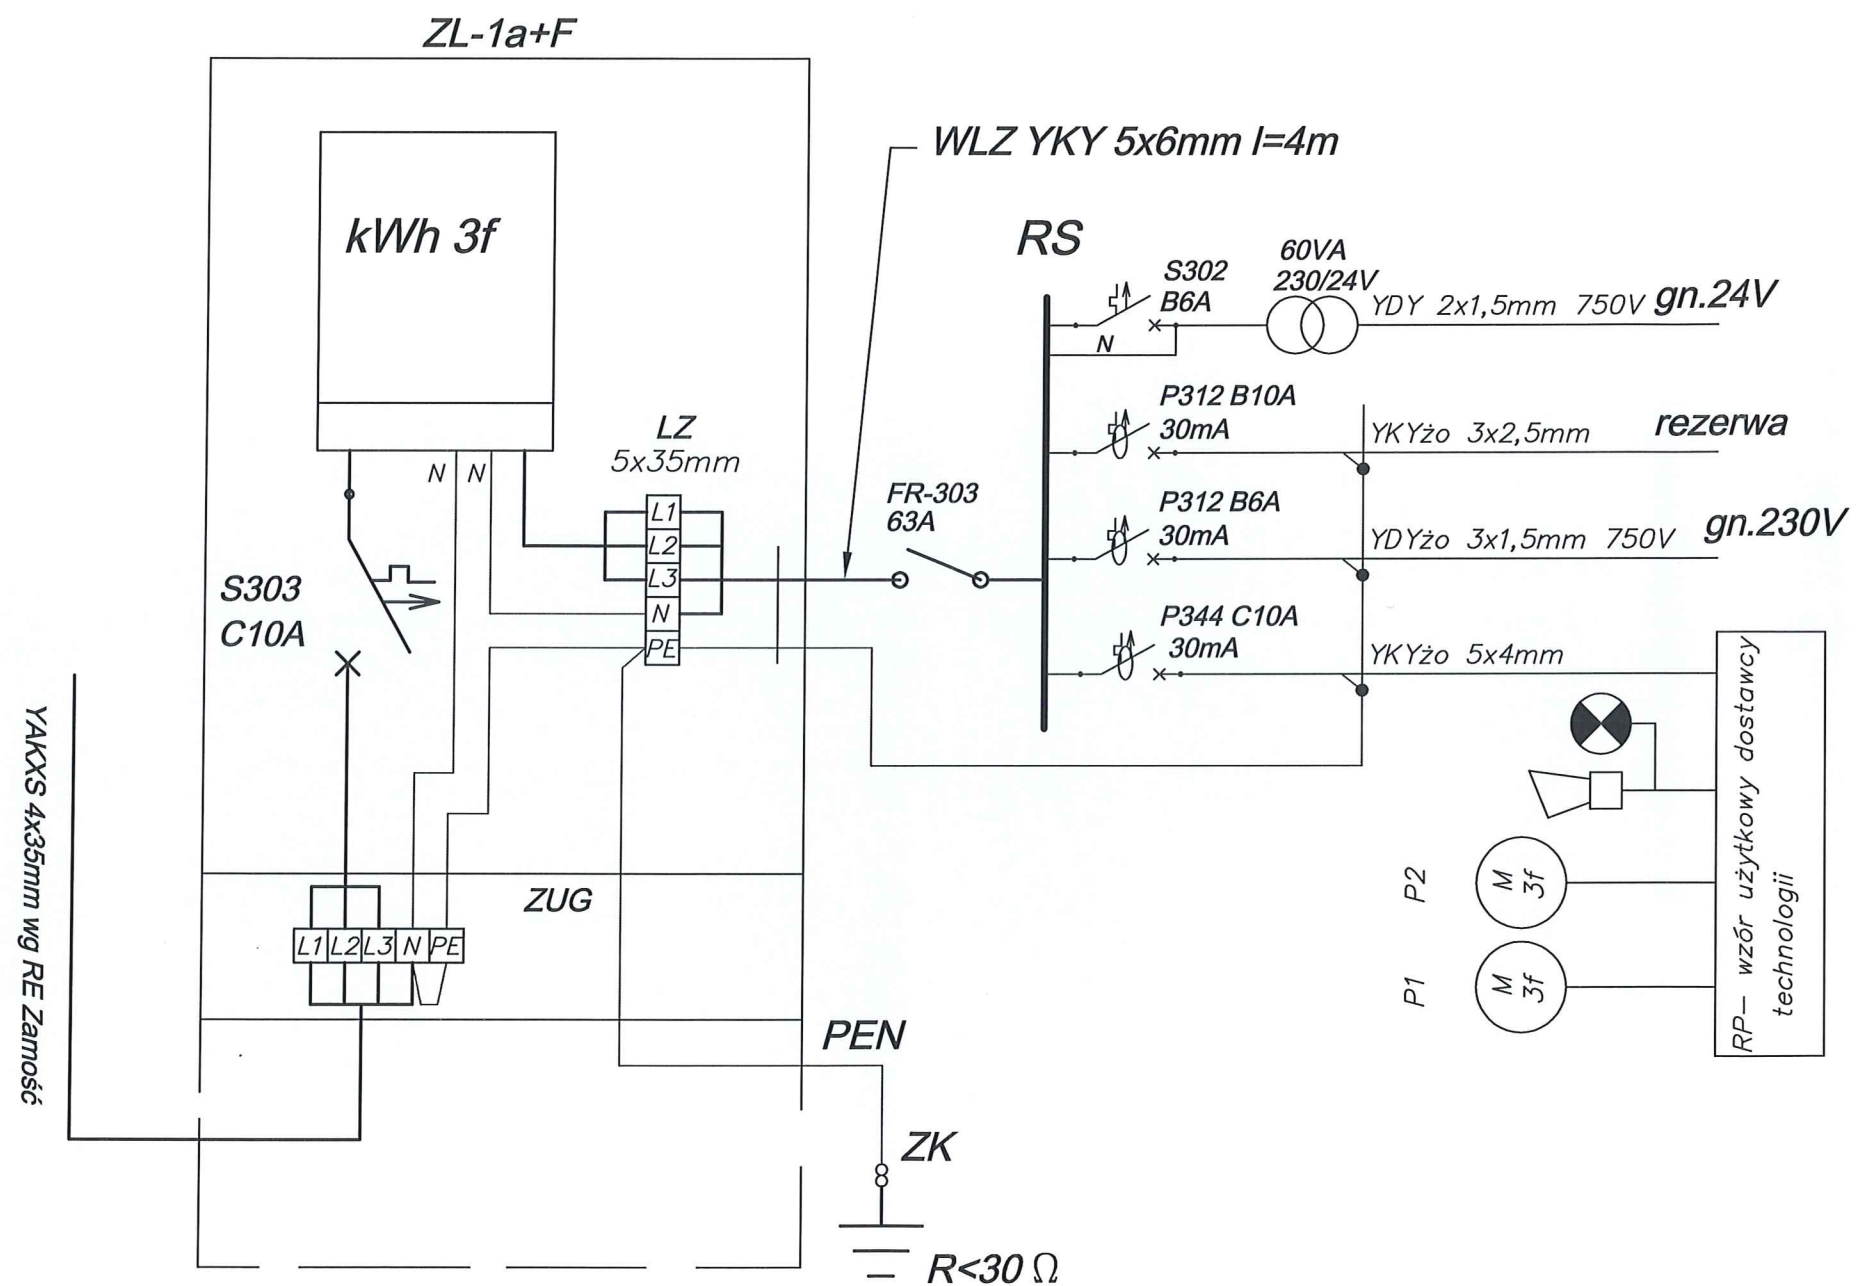 ZL-1a+F
kWh 3f
WLZ YKY 5x6mm l=4m
RS
S302
B6A
60VA
230/24V
YDY 2x1,5mm 750V
gn.24V
N
P312 B10A
30mA
YKYżo 3x2,5mm
rezerwa
LZ
5x35mm
N
N
L1
L2
L3
N
PE
FR-303
63A
P312 B6A
30mA
YDYżo 3x1,5mm 750V
gn.230V
S303
C10A
P344 C10A
30mA
YKYżo 5x4mm
YAKXS 4x35mm wg RE Zamość
ZUG
L1
L2
L3
N
PE
P2
M
3f
P1
M
3f
RP– wzór użytkowy dostawcy
technologii
PEN
ZK
R<30 Ω